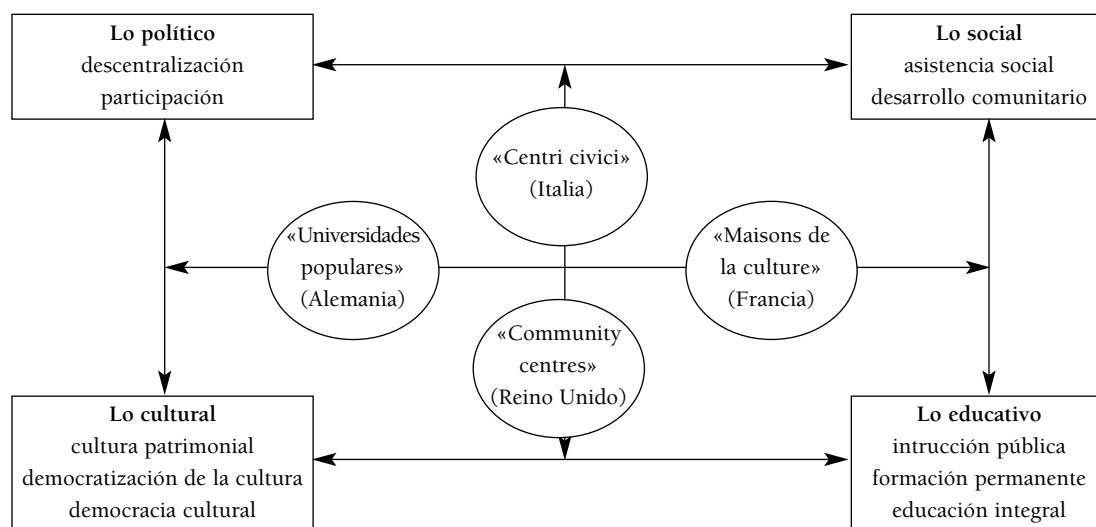 Lo político
descentralización
participación
Lo social
asistencia social
desarrollo comunitario
«Centri civici»
(Italia)
«Universidades
populares»
(Alemania)
«Maisons de
la culture»
(Francia)
«Community
centres»
(Reino Unido)
Lo cultural
cultura patrimonial
democratización de la cultura
democracia cultural
Lo educativo
intrucción pública
formación permanente
educación integral